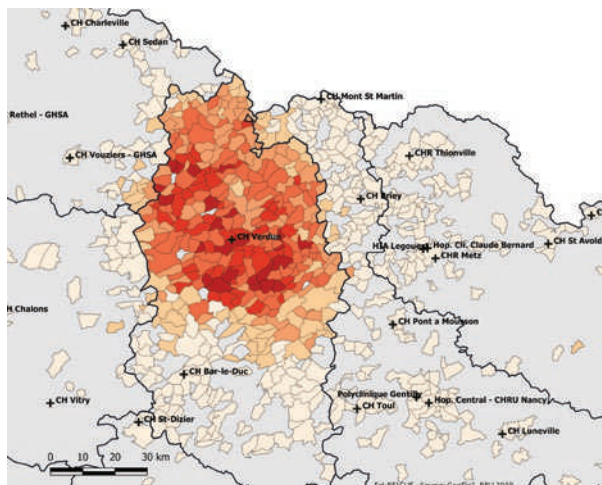 CH Charleville
CH Sedan
CH Mont St Martin
Rethel - GHSA
CH Vouziers - GHSA
CHR Thionville
CH Briey
CH Verdun
HIA Legouest
Hop. Cli. Claude Bernard
CH St Avold
CHR Metz
H Chalons
CH Pont a Mousson
CH Bar-le-Duc
Polyclinique Gentilly
CH Vitry
CH Toul
Hop. Central - CHRU Nancy
CH St-Dizier
CH Luneville
0 10 20 30 km